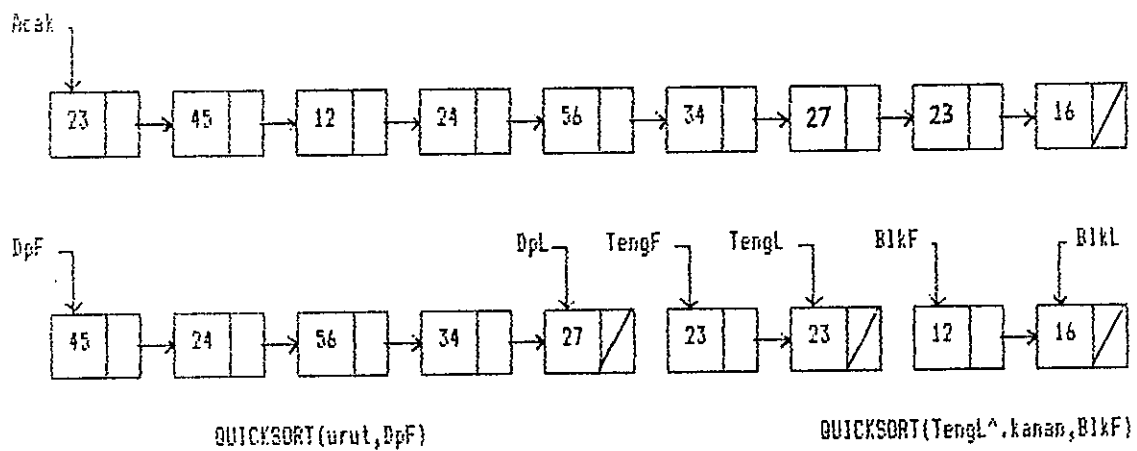 Acak
23 45 12 24 56 34 27 23 16
DpF DpL TengF TengL BlkF BlkL
45 24 56 34 27 23 23 12 16
QUICKSORT(urut,DpF) QUICKSORT(TengL^.kanan,BlkF)